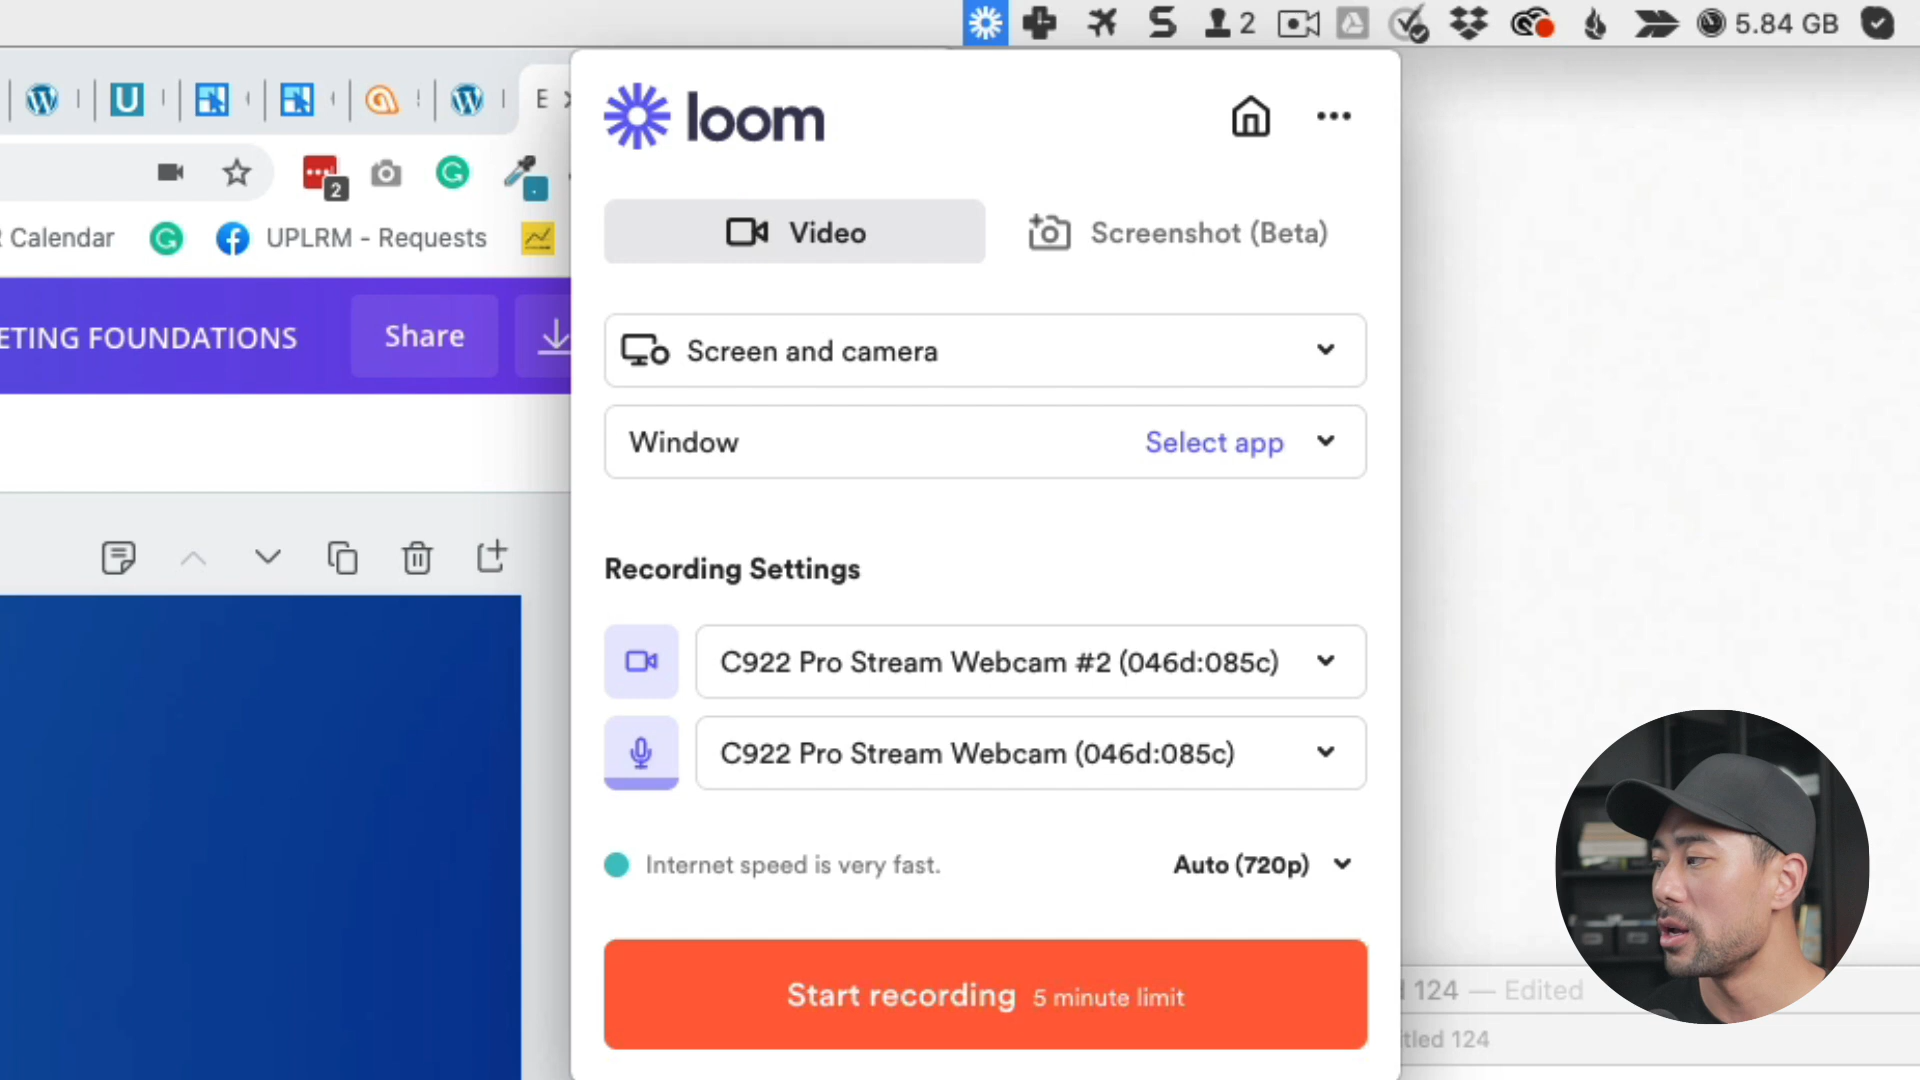 2
5.84 GB
U
E
2
Calendar
UPLRM - Requests
ETING FOUNDATIONS
Share
loom
Video
Screenshot (Beta)
Screen and camera
Window
Select app
Recording Settings
C922 Pro Stream Webcam #2 (046d:085c)
C922 Pro Stream Webcam (046d:085c)
Internet speed is very fast.
Auto (720p)
Start recording 5 minute limit
124 — Edited
tled 124